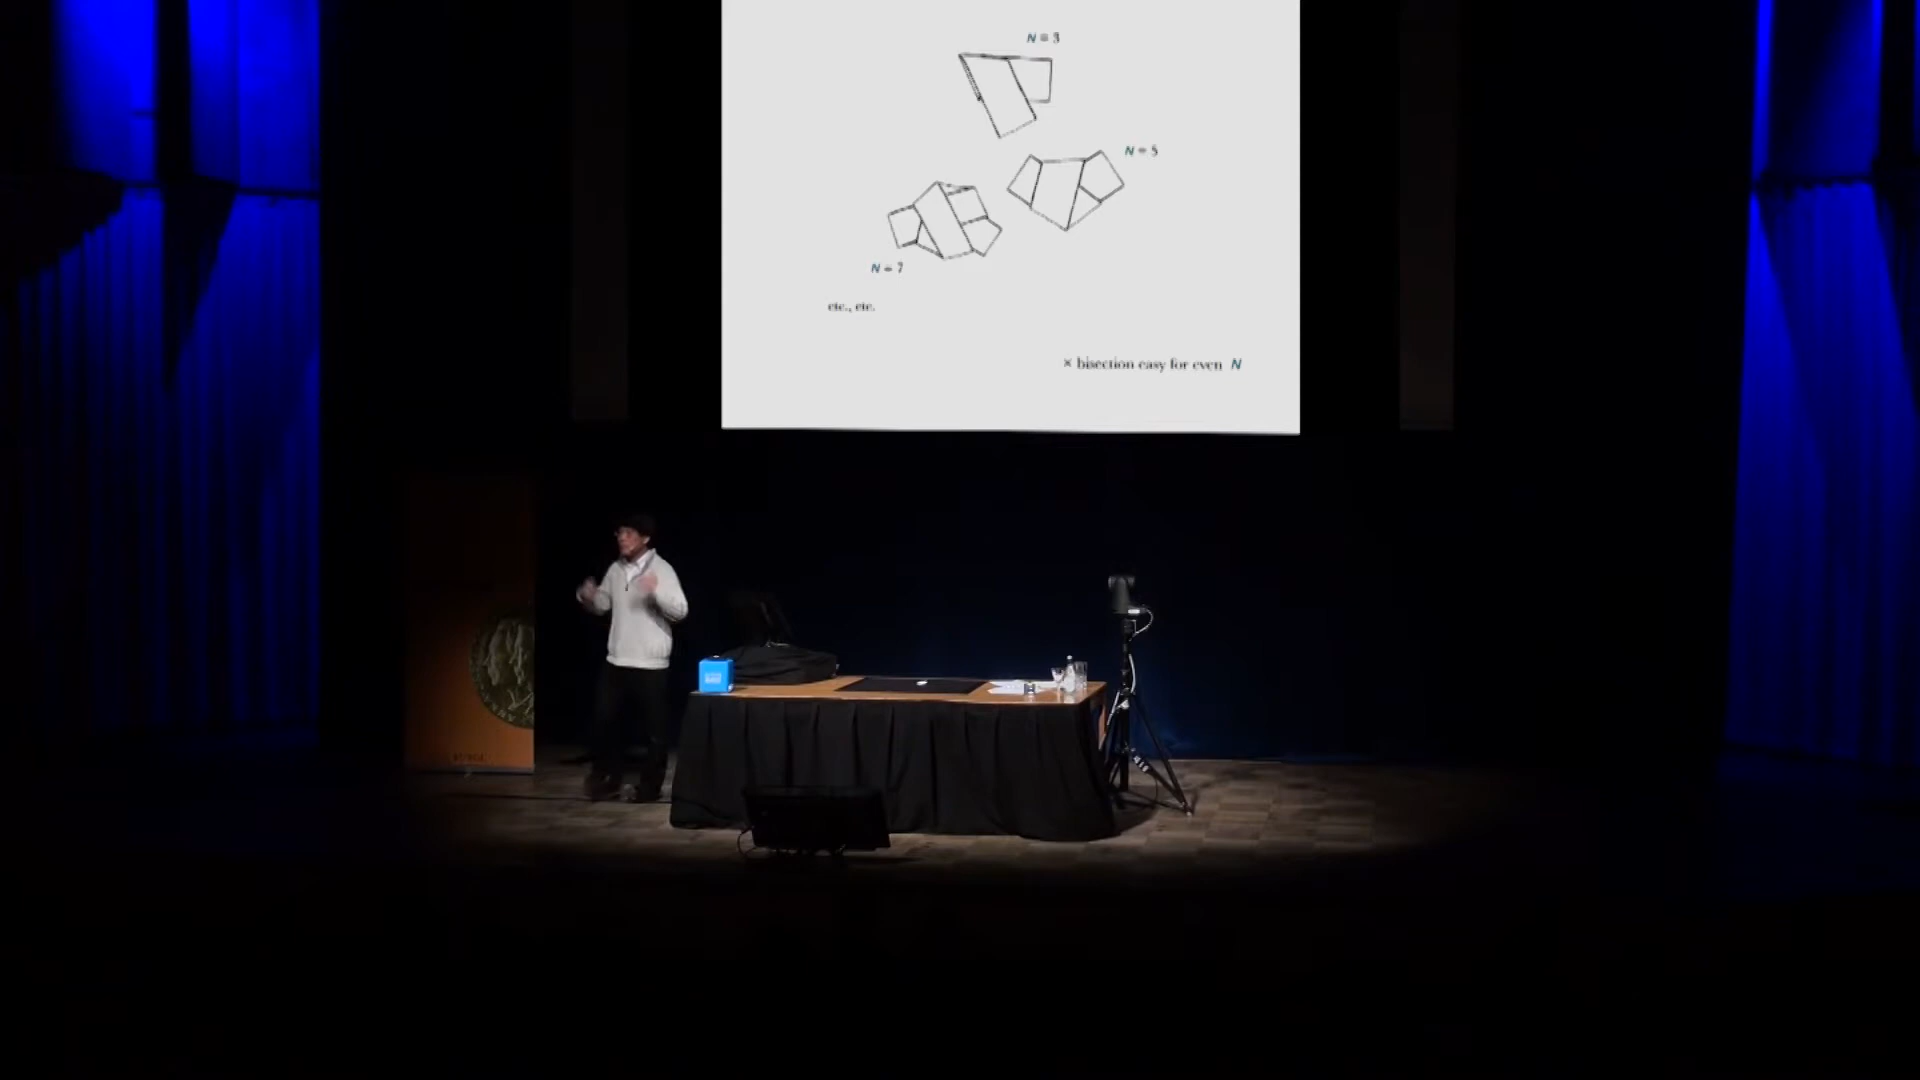 N = 3
N = 5
N = 7
etc., etc.
× bisection easy for even N